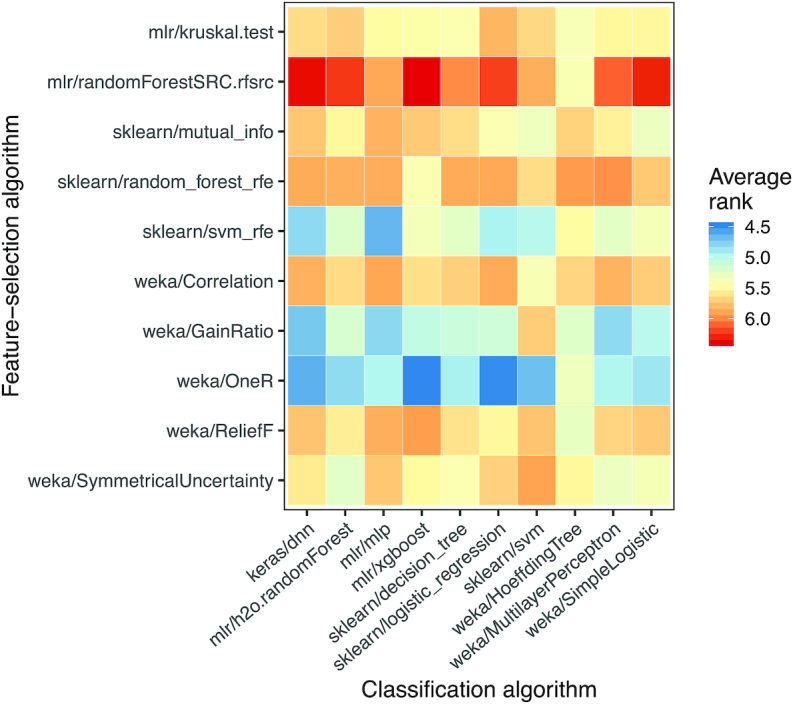 Feature−selection algorithm
mlr/kruskal.test
mlr/randomForestSRC.rfsrc
sklearn/mutual_info
sklearn/random_forest_rfe
sklearn/svm_rfe
weka/Correlation
weka/GainRatio
weka/OneR
weka/ReliefF
weka/SymmetricalUncertainty
keras/dnn
mlr/h2o.randomForest
mlr/mlp
mlr/xgboost
sklearn/decision_tree
sklearn/logistic_regression
sklearn/svm
weka/HoeffdingTree
weka/MultilayerPerceptron
weka/SimpleLogistic
Classification algorithm
Average
rank
4.5
5.0
5.5
6.0